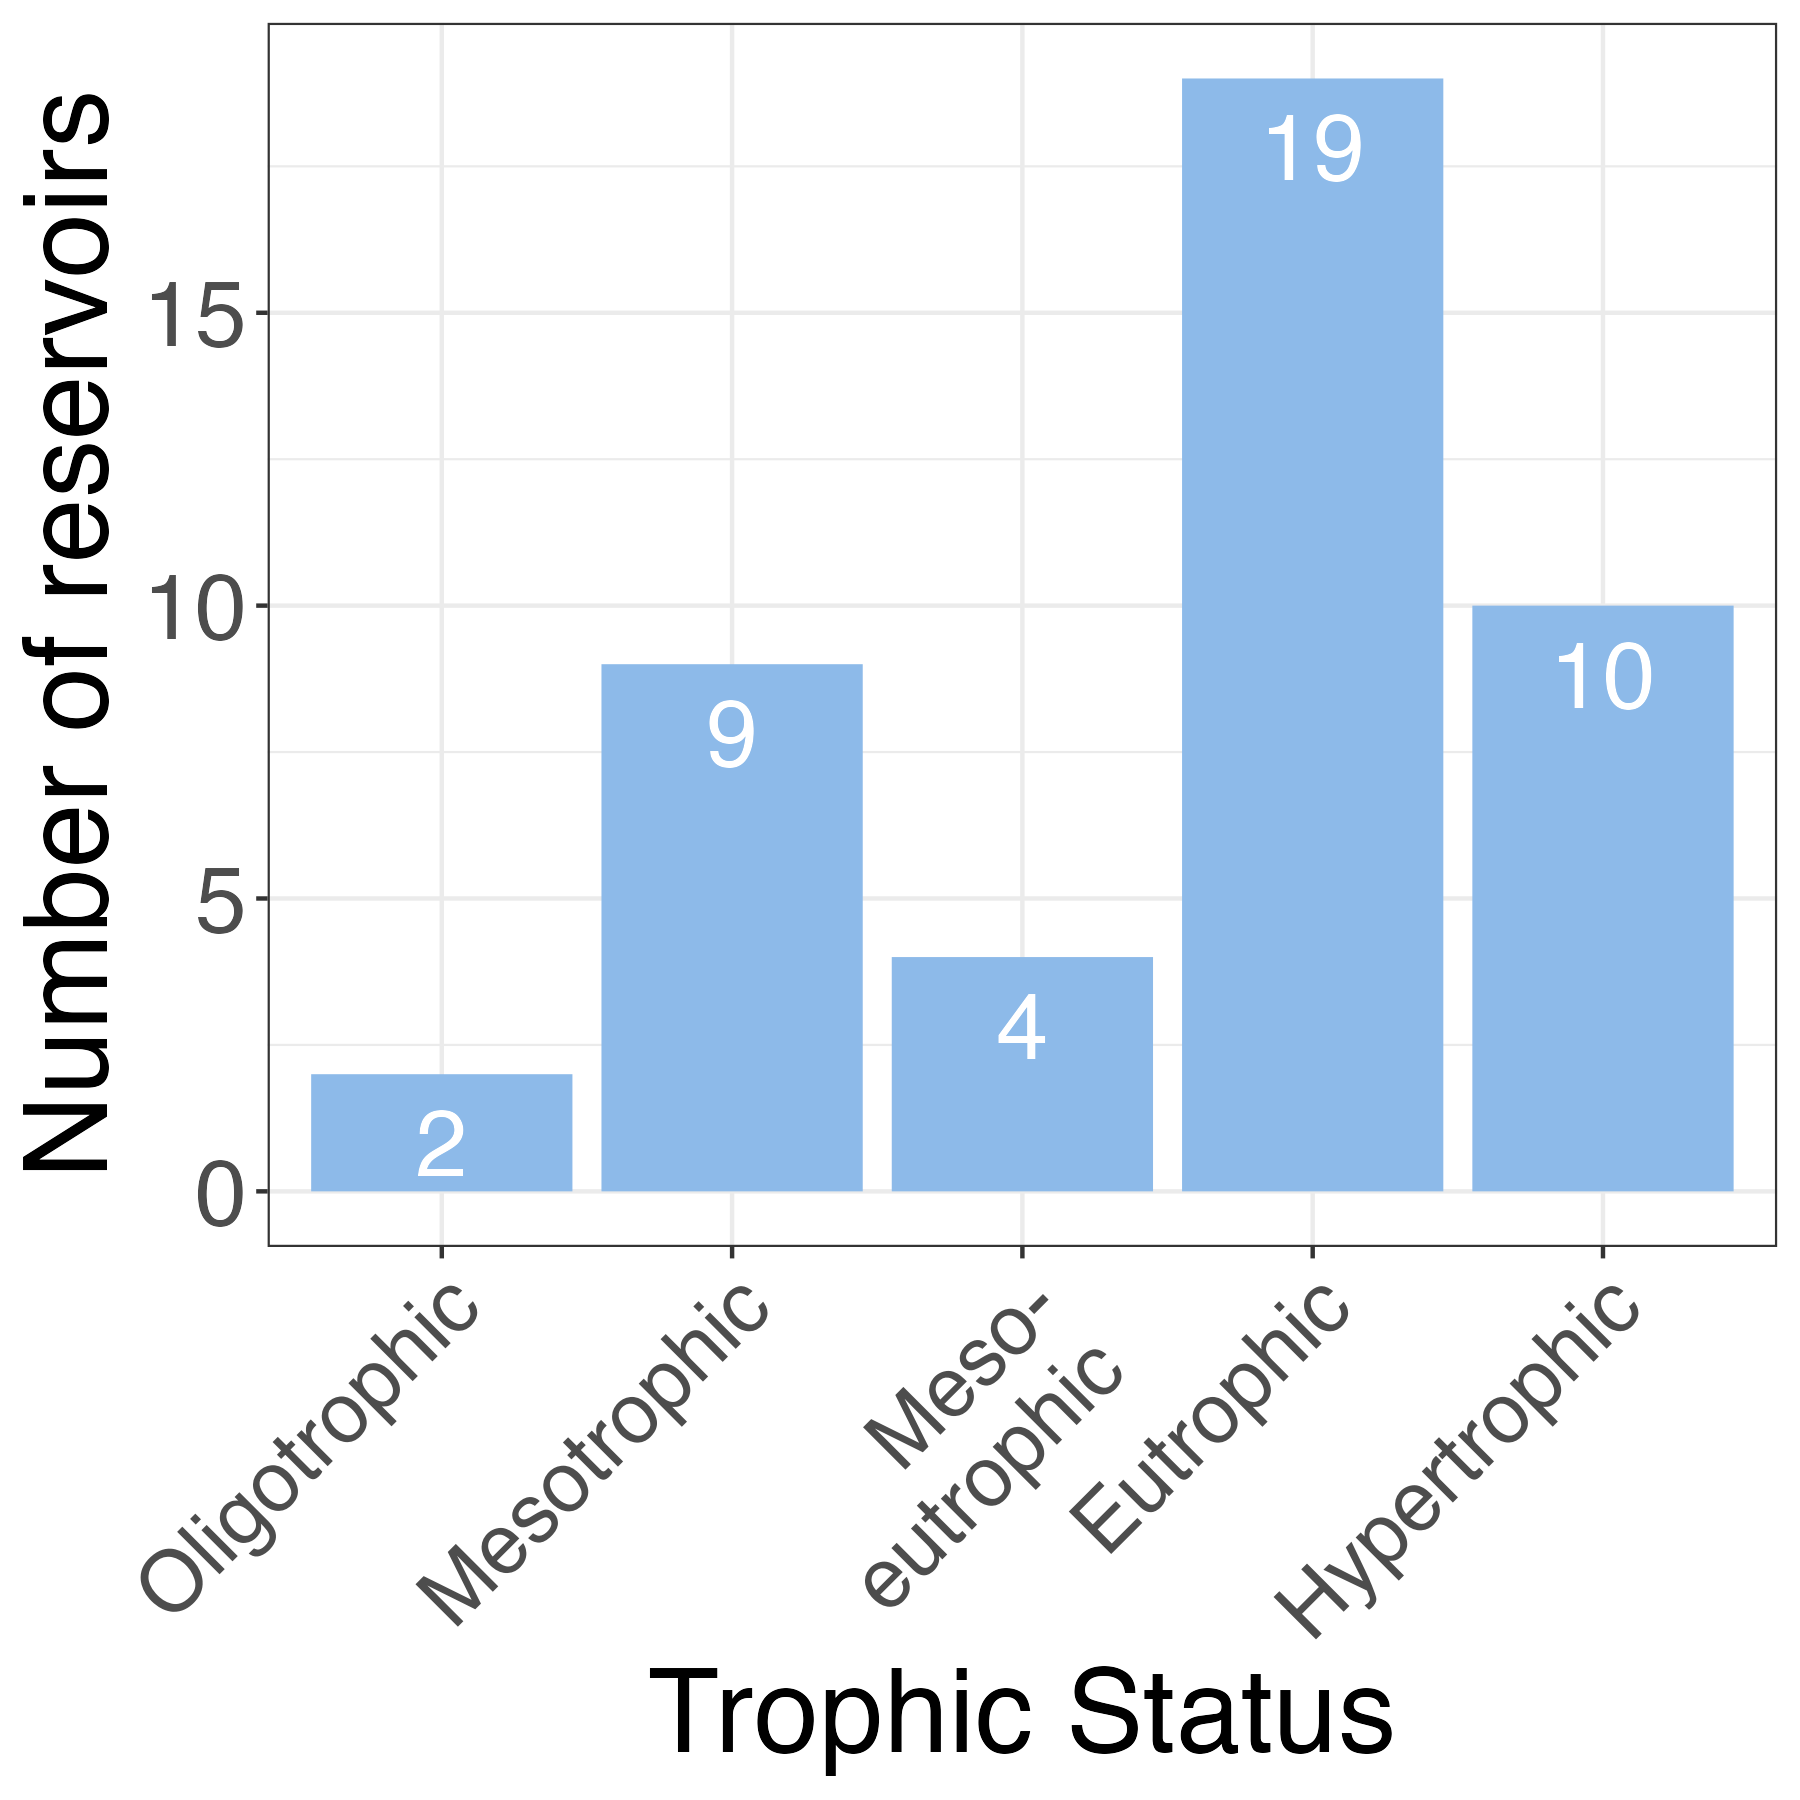 Number of reservoirs
15
10
5
0
2
9
4
19
10
Oligotrophic
Mesotrophic
Meso-
eutrophic
Eutrophic
Hypertrophic
Trophic Status